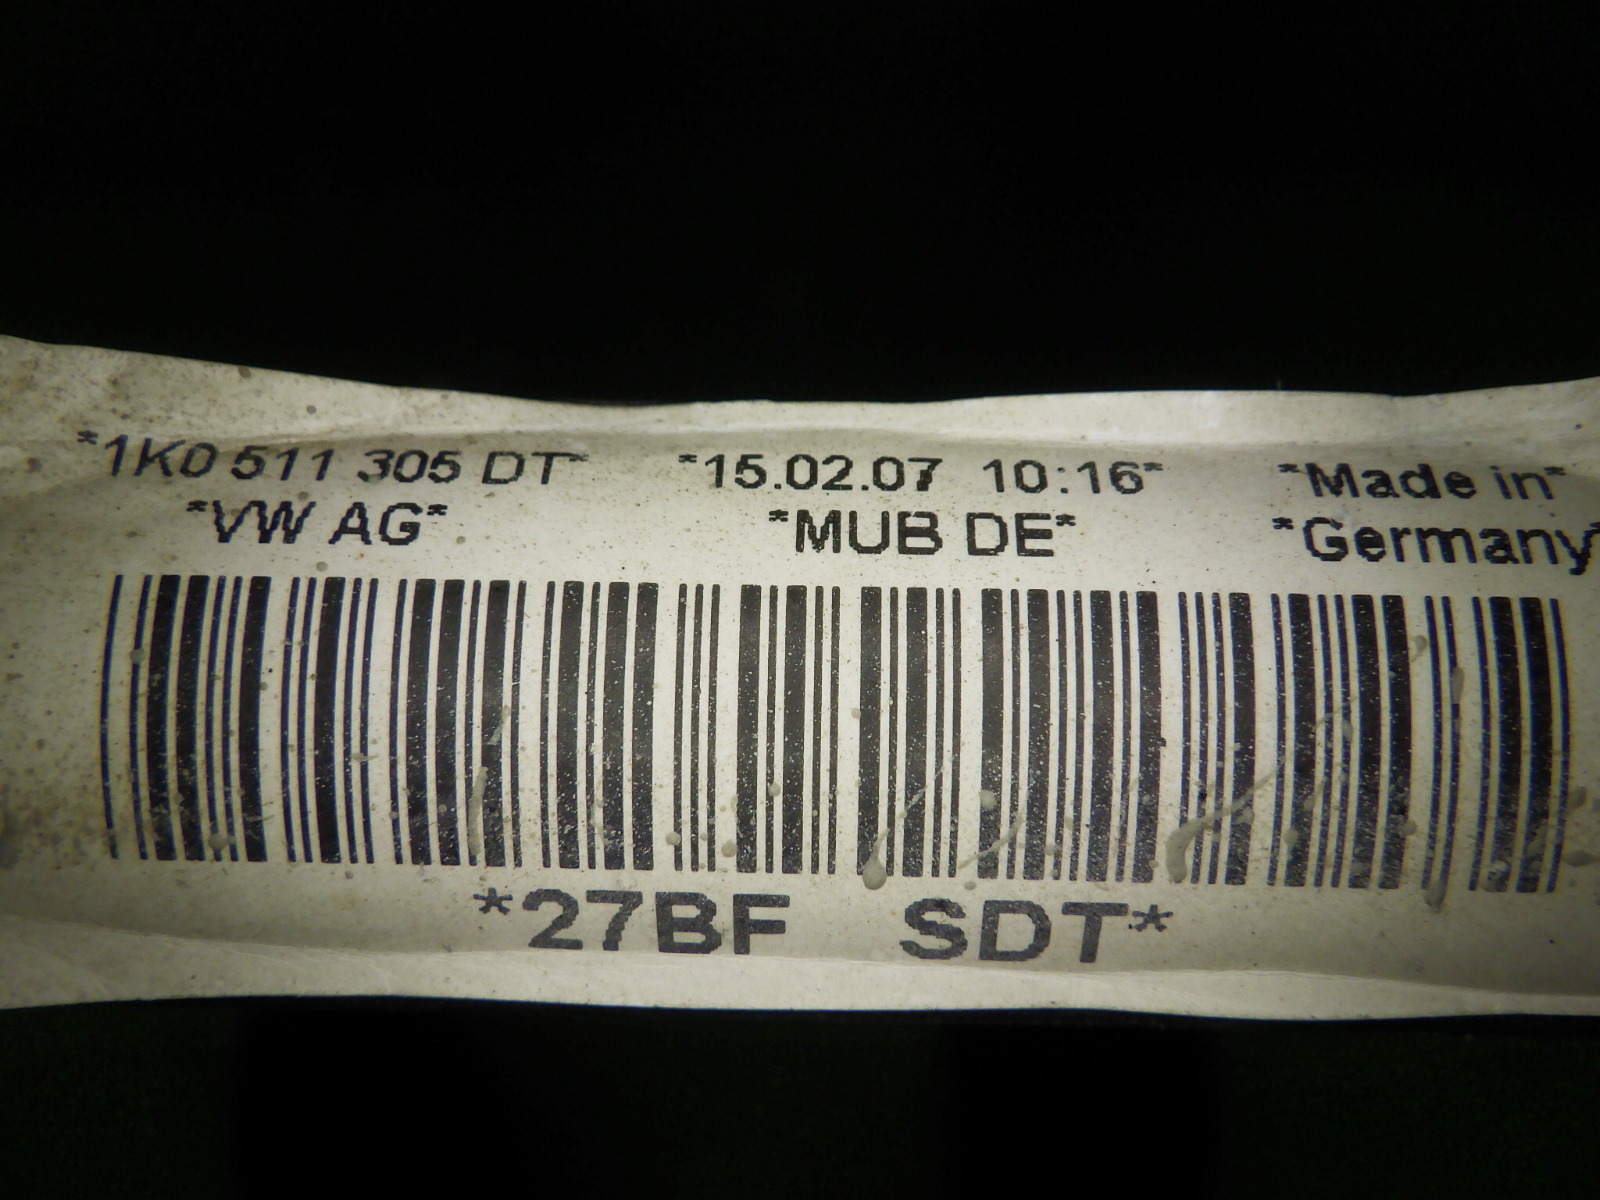 *1K0 511 305 DT* *15.02.07 10:16* *Made in*
*VW AG* *MUB DE* *Germany*
*27BF SDT*